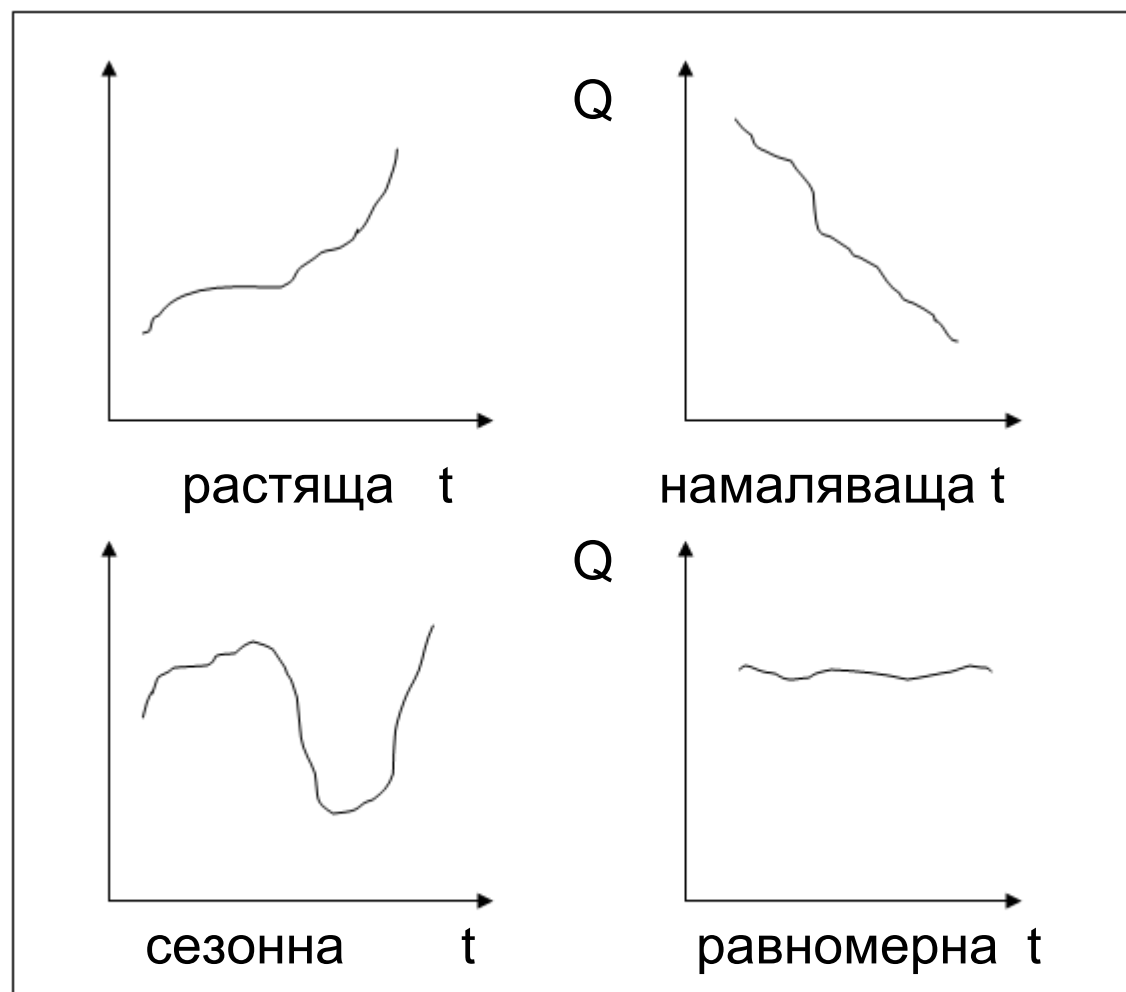 Q
растяща t
намаляваща t
Q
сезонна t
равномерна t